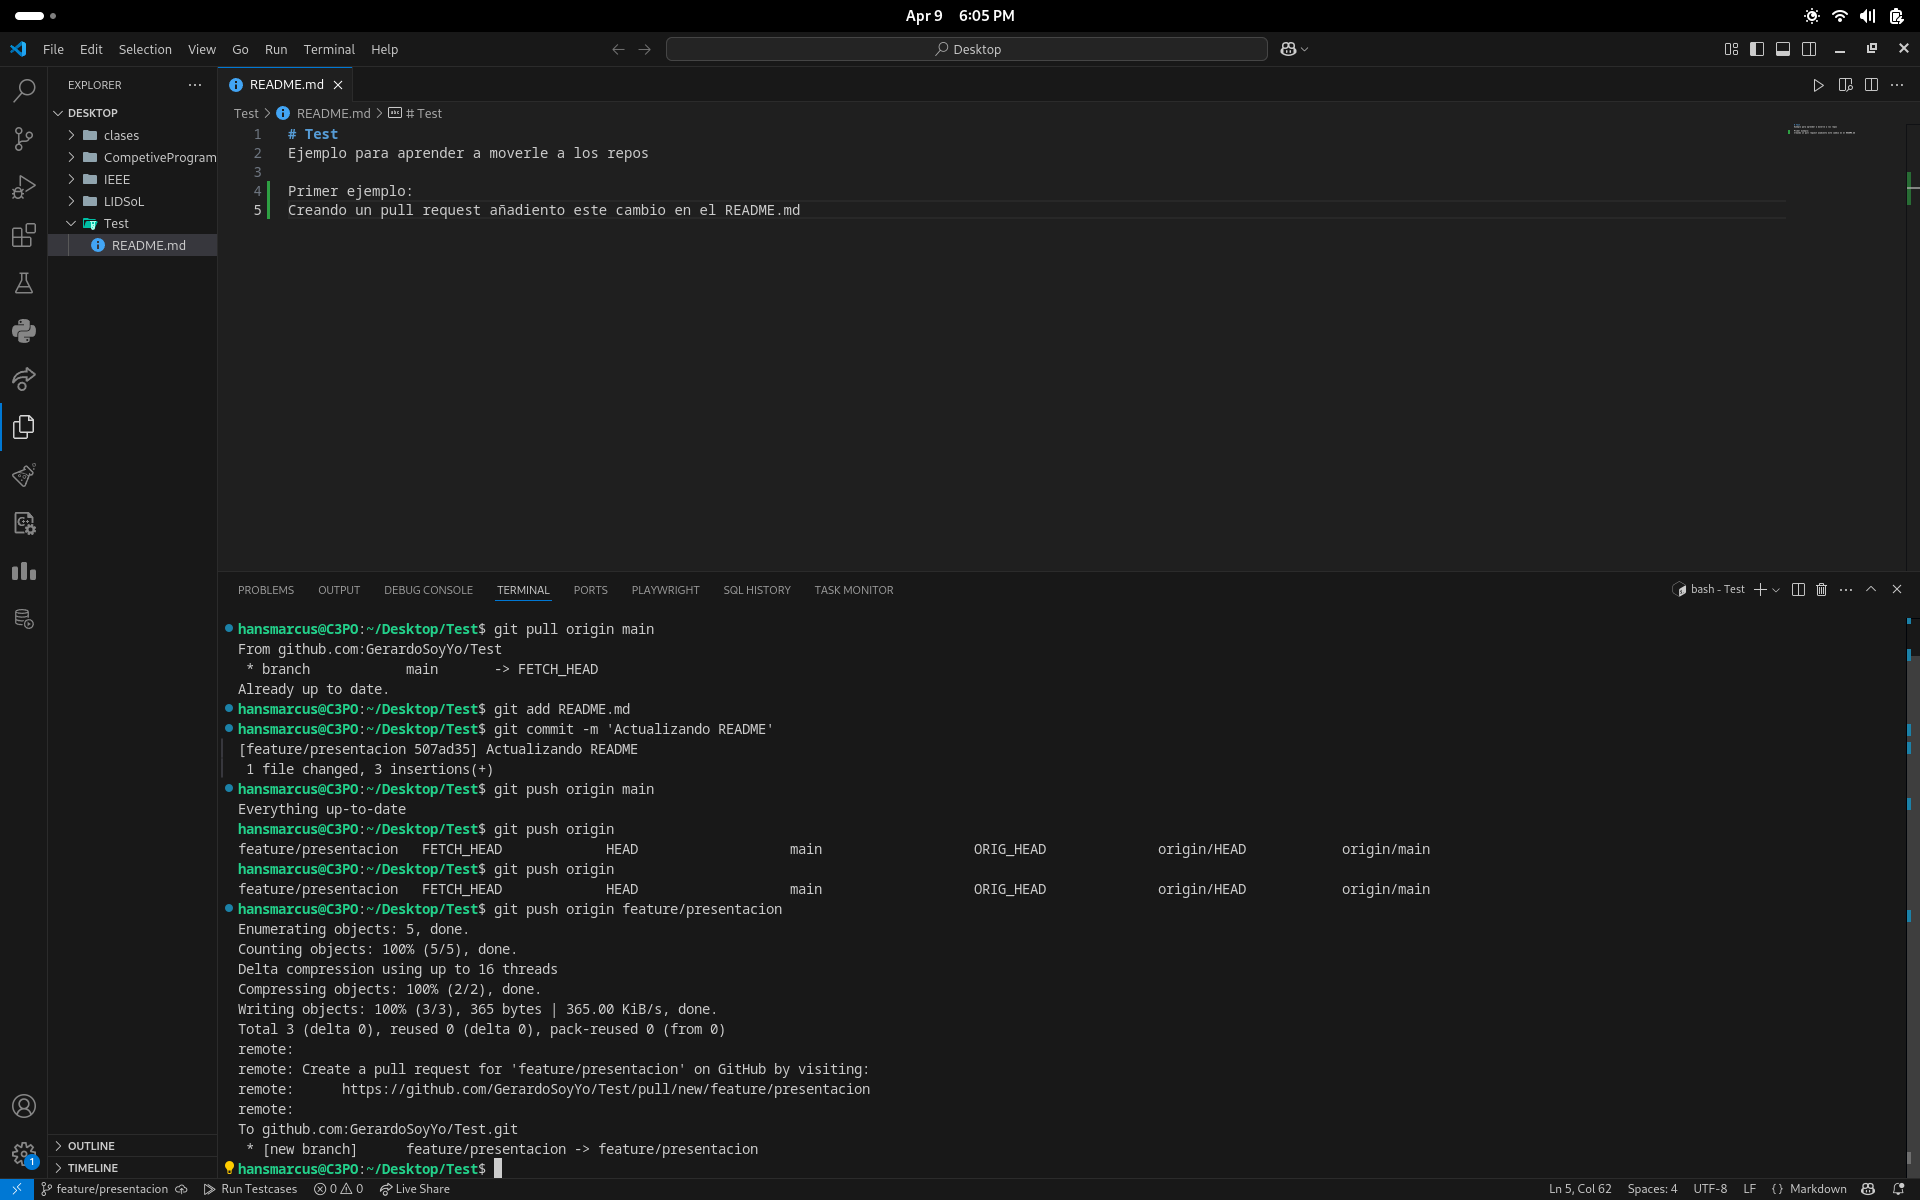 Apr 9 6:05 PM
File Edit Selection View Go Run Terminal Help
Desktop
EXPLORER
DESKTOP
clases
CompetiveProgram
IEEE
LIDSoL
Test
README.md
OUTLINE
TIMELINE
README.md
Test > README.md > # Test
1 # Test
2 Ejemplo para aprender a moverle a los repos
3
4 Primer ejemplo:
5 Creando un pull request añadiento este cambio en el README.md
PROBLEMS OUTPUT DEBUG CONSOLE TERMINAL PORTS PLAYWRIGHT SQL HISTORY TASK MONITOR
bash - Test
hansmarcus@C3PO:~/Desktop/Test$ git pull origin main
From github.com:GerardoSoyYo/Test
 * branch            main       -> FETCH_HEAD
Already up to date.
hansmarcus@C3PO:~/Desktop/Test$ git add README.md
hansmarcus@C3PO:~/Desktop/Test$ git commit -m 'Actualizando README'
[feature/presentacion 507ad35] Actualizando README
 1 file changed, 3 insertions(+)
hansmarcus@C3PO:~/Desktop/Test$ git push origin main
Everything up-to-date
hansmarcus@C3PO:~/Desktop/Test$ git push origin
feature/presentacion   FETCH_HEAD             HEAD                   main                   ORIG_HEAD              origin/HEAD            origin/main
hansmarcus@C3PO:~/Desktop/Test$ git push origin
feature/presentacion   FETCH_HEAD             HEAD                   main                   ORIG_HEAD              origin/HEAD            origin/main
hansmarcus@C3PO:~/Desktop/Test$ git push origin feature/presentacion
Enumerating objects: 5, done.
Counting objects: 100% (5/5), done.
Delta compression using up to 16 threads
Compressing objects: 100% (2/2), done.
Writing objects: 100% (3/3), 365 bytes | 365.00 KiB/s, done.
Total 3 (delta 0), reused 0 (delta 0), pack-reused 0 (from 0)
remote:
remote: Create a pull request for 'feature/presentacion' on GitHub by visiting:
remote:      https://github.com/GerardoSoyYo/Test/pull/new/feature/presentacion
remote:
To github.com:GerardoSoyYo/Test.git
 * [new branch]      feature/presentacion -> feature/presentacion
hansmarcus@C3PO:~/Desktop/Test$
1
feature/presentacion Run Testcases 0 0 Live Share Ln 5, Col 62 Spaces: 4 UTF-8 LF {} Markdown